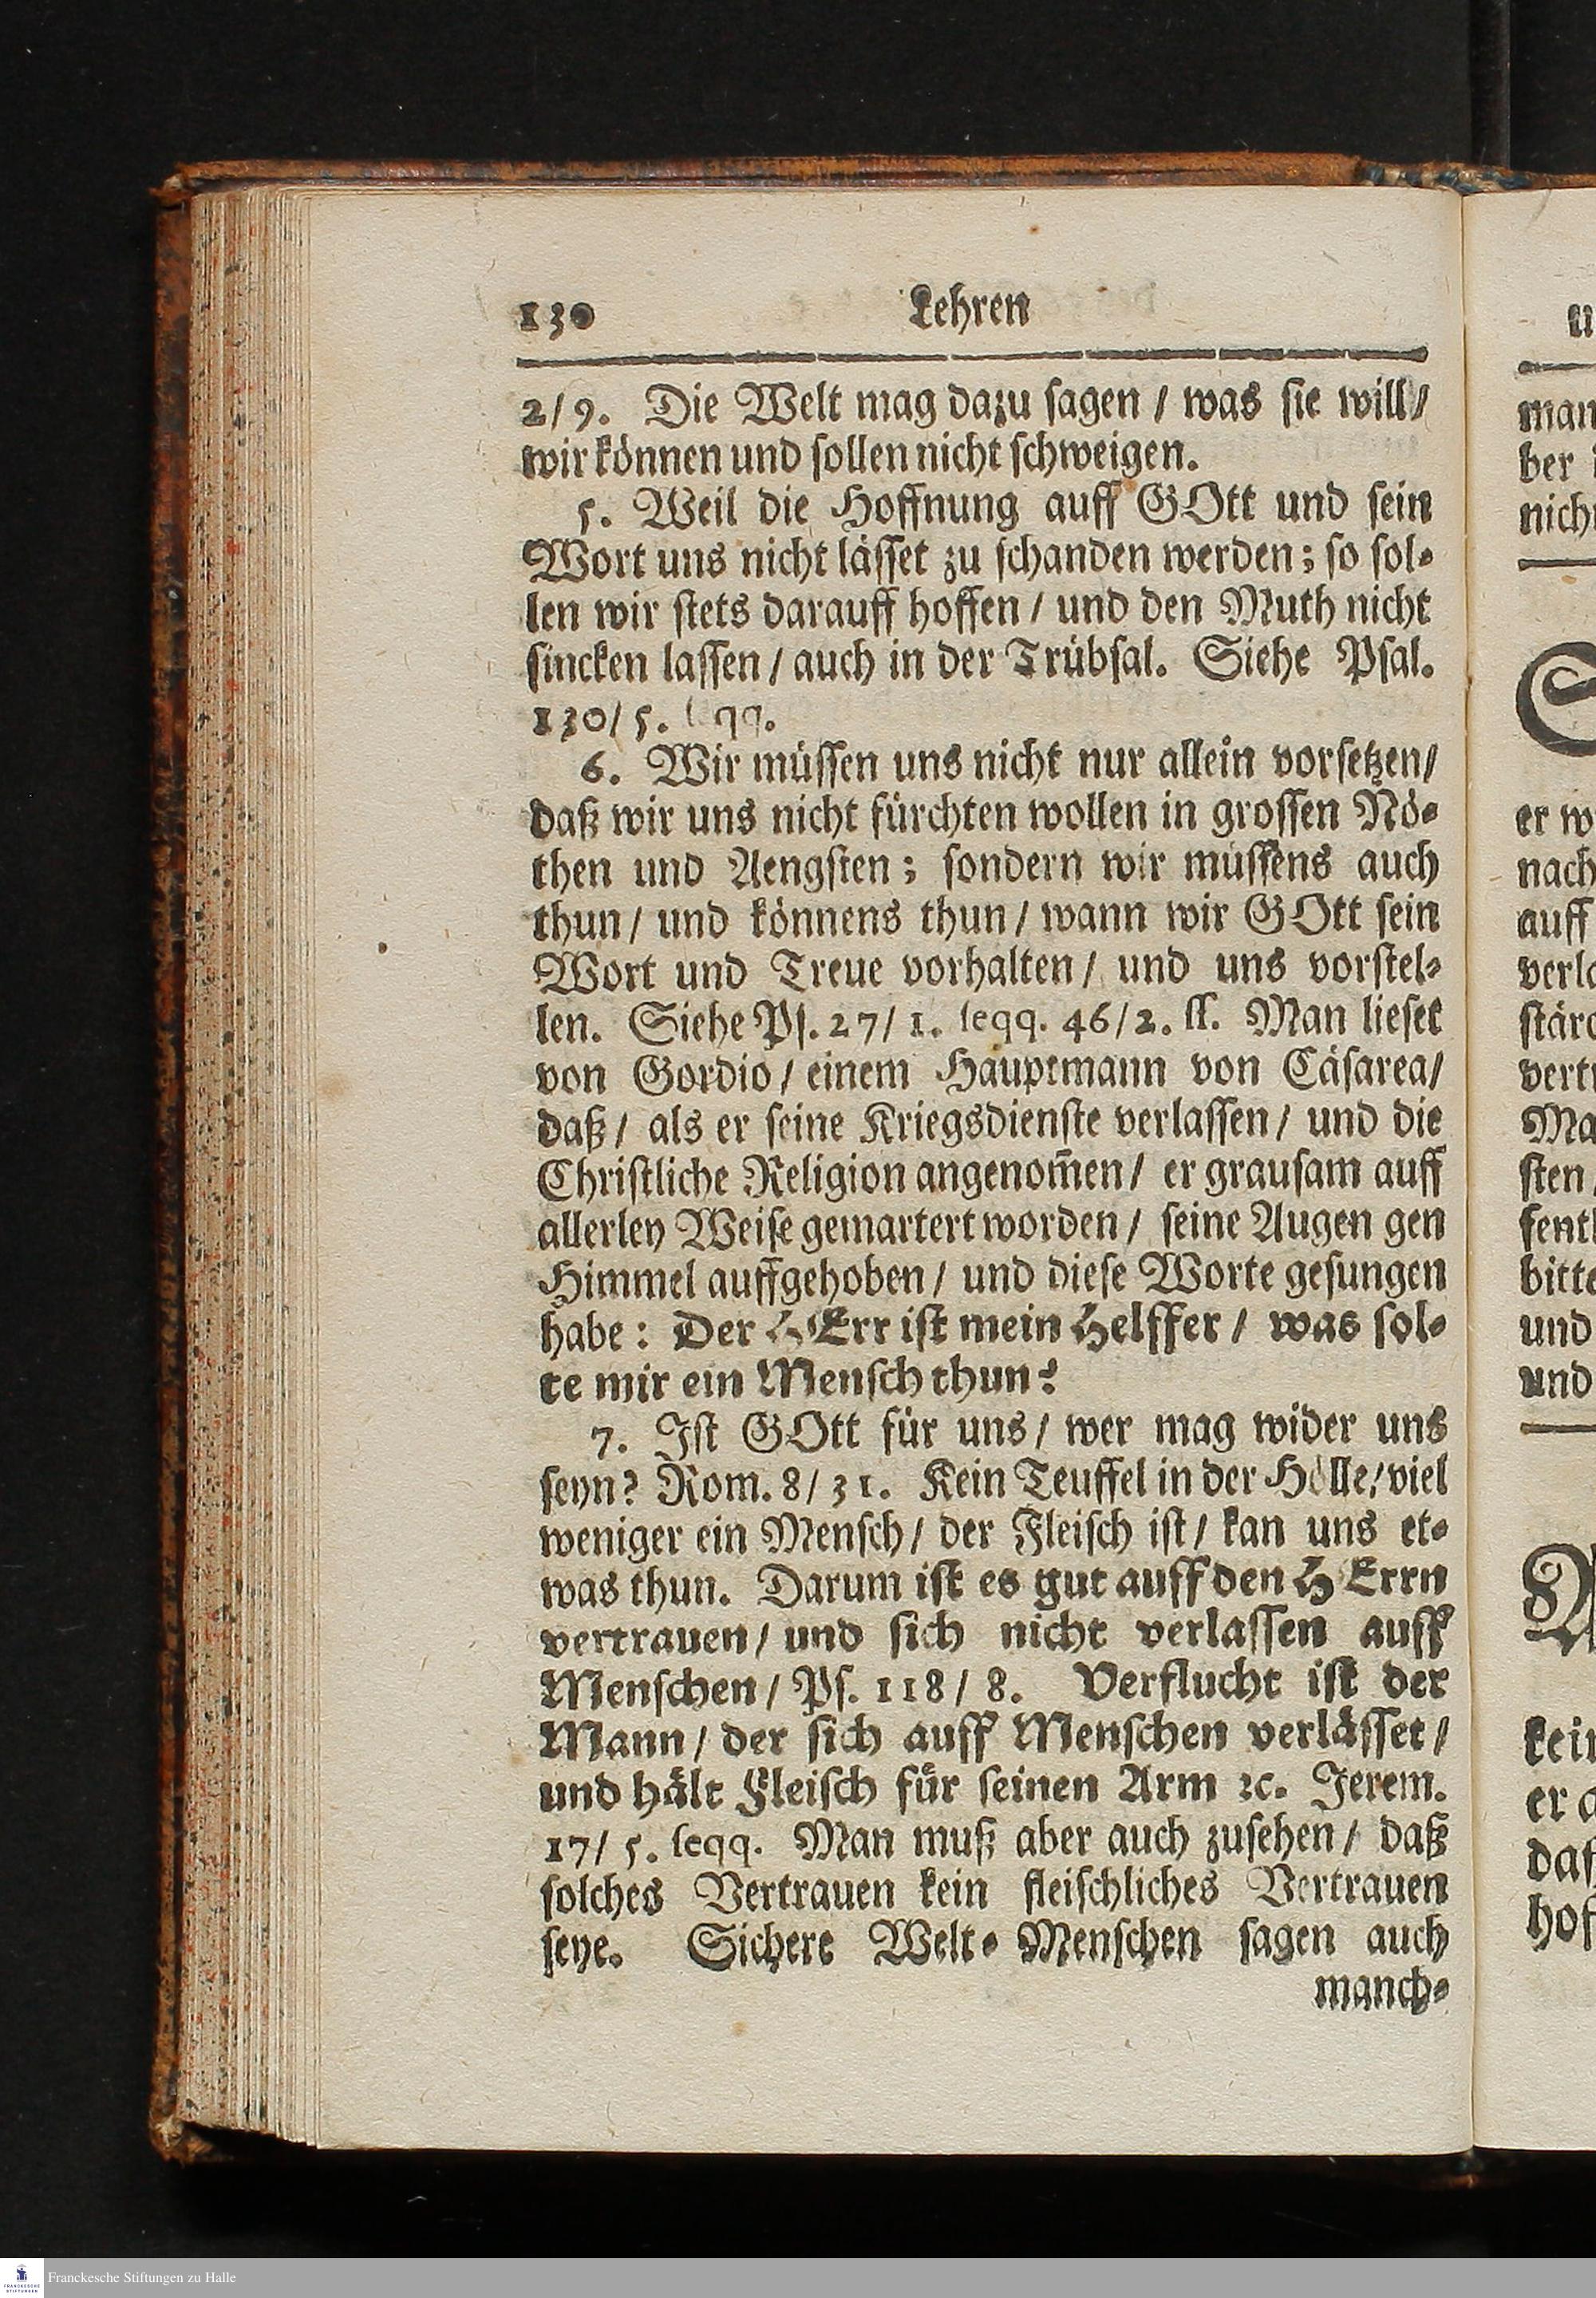 130 Lehren
2/9. Die Welt mag dazu ſagen / was ſie will /
wir können und ſollen nicht ſchweigen.
5. Weil die Hoffnung auff GOtt und ſein
Wort uns nicht läſſet zu ſchanden werden; ſo ſol-
len wir ſtets darauff hoffen / und den Muth nicht
ſincken laſſen / auch in der Trübſal. Siehe Pſal.
130/5. ſqq.
6. Wir müſſen uns nicht nur allein vorſetzen /
daß wir uns nicht fürchten wollen in groſſen Nö-
then und Aengſten; ſondern wir müſſens auch
thun / und könnens thun / wann wir GOtt ſein
Wort und Treue vorhalten / und uns vorſtel-
len. Siehe Pſ. 27/1. ſeqq. 46/2. ſſ. Man lieſet
von Gordio / einem Hauptmann von Cäſarea /
daß / als er ſeine Kriegsdienſte verlaſſen / und die
Chriſtliche Religion angenom̃en / er grauſam auff
allerley Weiſe gemartert worden / ſeine Augen gen
Himmel auffgehoben / und dieſe Worte geſungen
habe: Der HErr iſt mein Helffer / was ſol-
te mir ein Menſch thun?
7. Iſt GOtt für uns / wer mag wider uns
ſeyn? Rom. 8/31. Kein Teuffel in der Hölle / viel
weniger ein Menſch / der Fleiſch iſt / kan uns et-
was thun. Darum iſt es gut auff den HErrn
vertrauen / und ſich nicht verlaſſen auff
Menſchen / Pſ. 118/8. Verflucht iſt der
Mann / der ſich auff Menſchen verläſſet /
und hält Fleiſch für ſeinen Arm ꝛc. Jerem.
17/5. ſeqq. Man muß aber auch zuſehen / daß
ſolches Vertrauen kein fleiſchliches Vertrauen
ſeye. Sichere Welt-Menſchen ſagen auch
manch-
man
ber
auff
und
und
Franckesche Stiftungen zu Halle